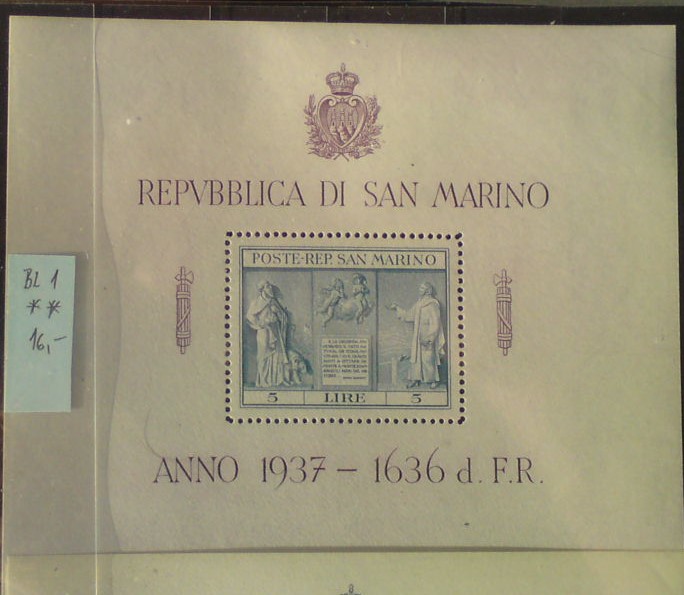 REPVBBLICA DI SAN MARINO
BL 1
**
16,-
POSTE-REP. SAN MARINO
5 LIRE 5
ANNO 1937 - 1636 d. F.R.